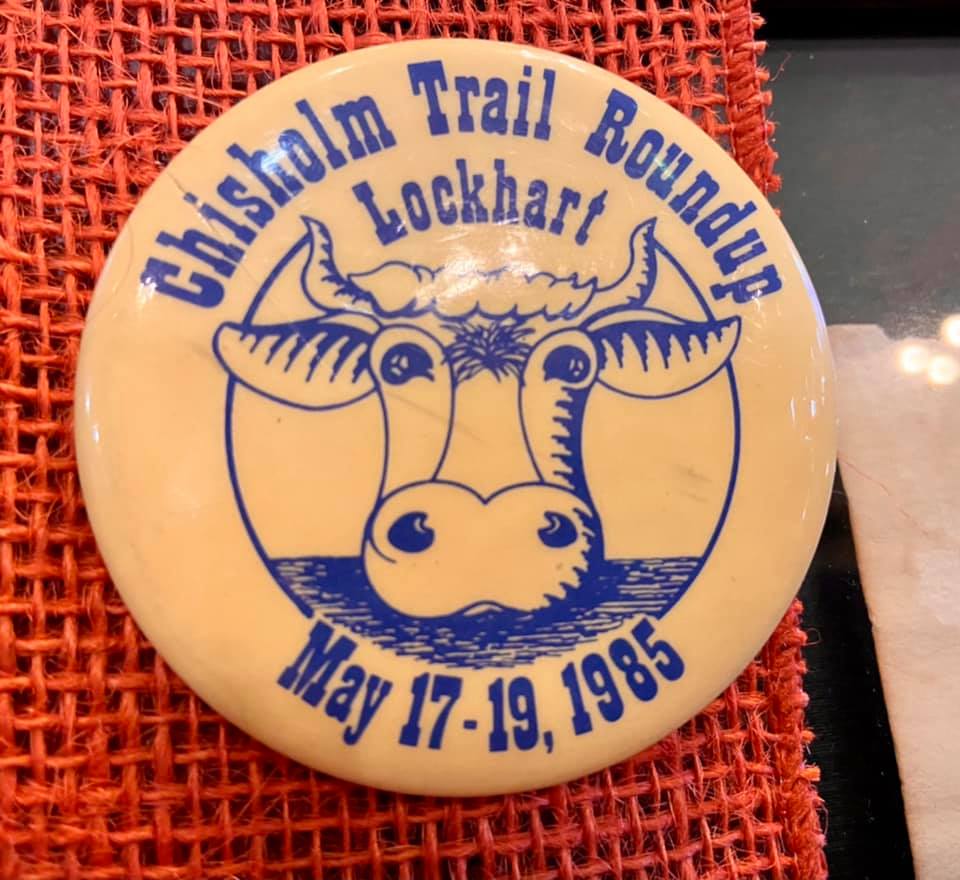 Chisholm Trail Roundup
Lockhart
May 17-19, 1985